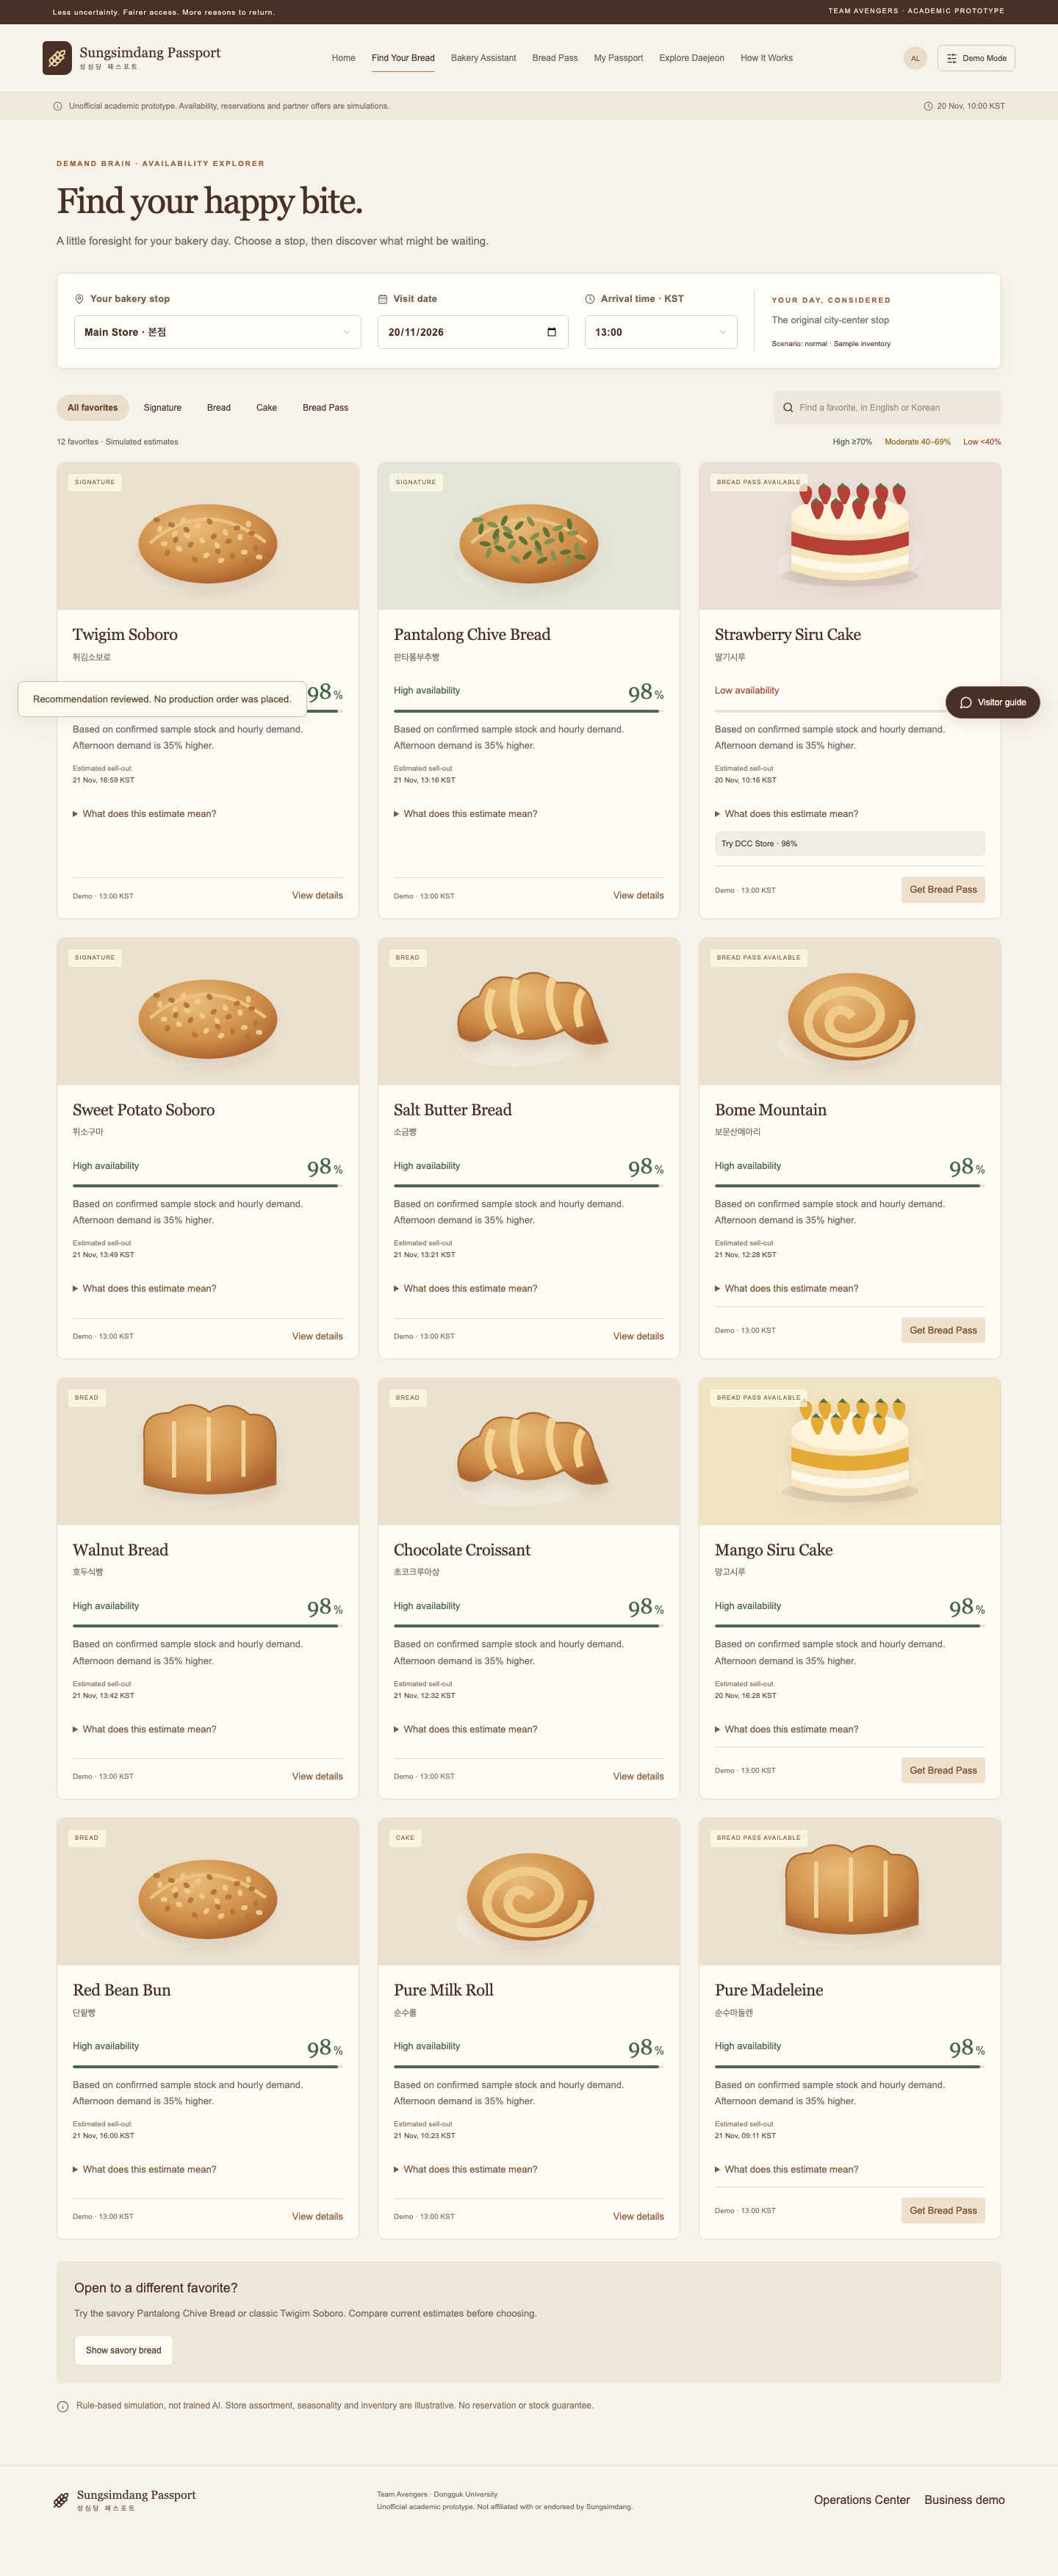 Less uncertainty. Fairer access. More reasons to return.
TEAM AVENGERS · ACADEMIC PROTOTYPE
Sungsimdang Passport
성심당 패스포트
Home
Find Your Bread
Bakery Assistant
Bread Pass
My Passport
Explore Daejeon
How It Works
AL
Demo Mode
Unofficial academic prototype. Availability, reservations and partner offers are simulations.
20 Nov, 10:00 KST
DEMAND BRAIN · AVAILABILITY EXPLORER
Find your happy bite.
A little foresight for your bakery day. Choose a stop, then discover what might be waiting.
Your bakery stop
Main Store · 본점
Visit date
20/11/2026
Arrival time · KST
13:00
YOUR DAY, CONSIDERED
The original city-center stop
Scenario: normal · Sample inventory
All favorites
Signature
Bread
Cake
Bread Pass
Find a favorite, in English or Korean
12 favorites · Simulated estimates
High ≥70%
Moderate 40–69%
Low <40%
SIGNATURE
Twigim Soboro
튀김소보로
98%
Recommendation reviewed. No production order was placed.
Based on confirmed sample stock and hourly demand.
Afternoon demand is 35% higher.
Estimated sell-out
21 Nov, 16:59 KST
What does this estimate mean?
Demo · 13:00 KST
View details
SIGNATURE
Pantalong Chive Bread
판타롱부추빵
High availability
98%
Based on confirmed sample stock and hourly demand.
Afternoon demand is 35% higher.
Estimated sell-out
21 Nov, 13:16 KST
What does this estimate mean?
Demo · 13:00 KST
View details
BREAD PASS AVAILABLE
Strawberry Siru Cake
딸기시루
Low availability
Visitor guide
Based on confirmed sample stock and hourly demand.
Afternoon demand is 35% higher.
Estimated sell-out
20 Nov, 10:16 KST
What does this estimate mean?
Try DCC Store · 98%
Demo · 13:00 KST
Get Bread Pass
SIGNATURE
Sweet Potato Soboro
튀소구마
High availability
98%
Based on confirmed sample stock and hourly demand.
Afternoon demand is 35% higher.
Estimated sell-out
21 Nov, 13:49 KST
What does this estimate mean?
Demo · 13:00 KST
View details
BREAD
Salt Butter Bread
소금빵
High availability
98%
Based on confirmed sample stock and hourly demand.
Afternoon demand is 35% higher.
Estimated sell-out
21 Nov, 13:21 KST
What does this estimate mean?
Demo · 13:00 KST
View details
BREAD PASS AVAILABLE
Bome Mountain
보문산메아리
High availability
98%
Based on confirmed sample stock and hourly demand.
Afternoon demand is 35% higher.
Estimated sell-out
21 Nov, 12:28 KST
What does this estimate mean?
Demo · 13:00 KST
Get Bread Pass
BREAD
Walnut Bread
호두식빵
High availability
98%
Based on confirmed sample stock and hourly demand.
Afternoon demand is 35% higher.
Estimated sell-out
21 Nov, 13:42 KST
What does this estimate mean?
Demo · 13:00 KST
View details
BREAD
Chocolate Croissant
초코크루아상
High availability
98%
Based on confirmed sample stock and hourly demand.
Afternoon demand is 35% higher.
Estimated sell-out
21 Nov, 12:32 KST
What does this estimate mean?
Demo · 13:00 KST
View details
BREAD PASS AVAILABLE
Mango Siru Cake
망고시루
High availability
98%
Based on confirmed sample stock and hourly demand.
Afternoon demand is 35% higher.
Estimated sell-out
20 Nov, 16:28 KST
What does this estimate mean?
Demo · 13:00 KST
Get Bread Pass
BREAD
Red Bean Bun
단팥빵
High availability
98%
Based on confirmed sample stock and hourly demand.
Afternoon demand is 35% higher.
Estimated sell-out
21 Nov, 16:00 KST
What does this estimate mean?
Demo · 13:00 KST
View details
CAKE
Pure Milk Roll
순수롤
High availability
98%
Based on confirmed sample stock and hourly demand.
Afternoon demand is 35% higher.
Estimated sell-out
21 Nov, 10:23 KST
What does this estimate mean?
Demo · 13:00 KST
View details
BREAD PASS AVAILABLE
Pure Madeleine
순수마들렌
High availability
98%
Based on confirmed sample stock and hourly demand.
Afternoon demand is 35% higher.
Estimated sell-out
21 Nov, 09:11 KST
What does this estimate mean?
Demo · 13:00 KST
Get Bread Pass
Open to a different favorite?
Try the savory Pantalong Chive Bread or classic Twigim Soboro. Compare current estimates before choosing.
Show savory bread
Rule-based simulation, not trained AI. Store assortment, seasonality and inventory are illustrative. No reservation or stock guarantee.
Sungsimdang Passport
성심당 패스포트
Team Avengers · Dongguk University
Unofficial academic prototype. Not affiliated with or endorsed by Sungsimdang.
Operations Center
Business demo